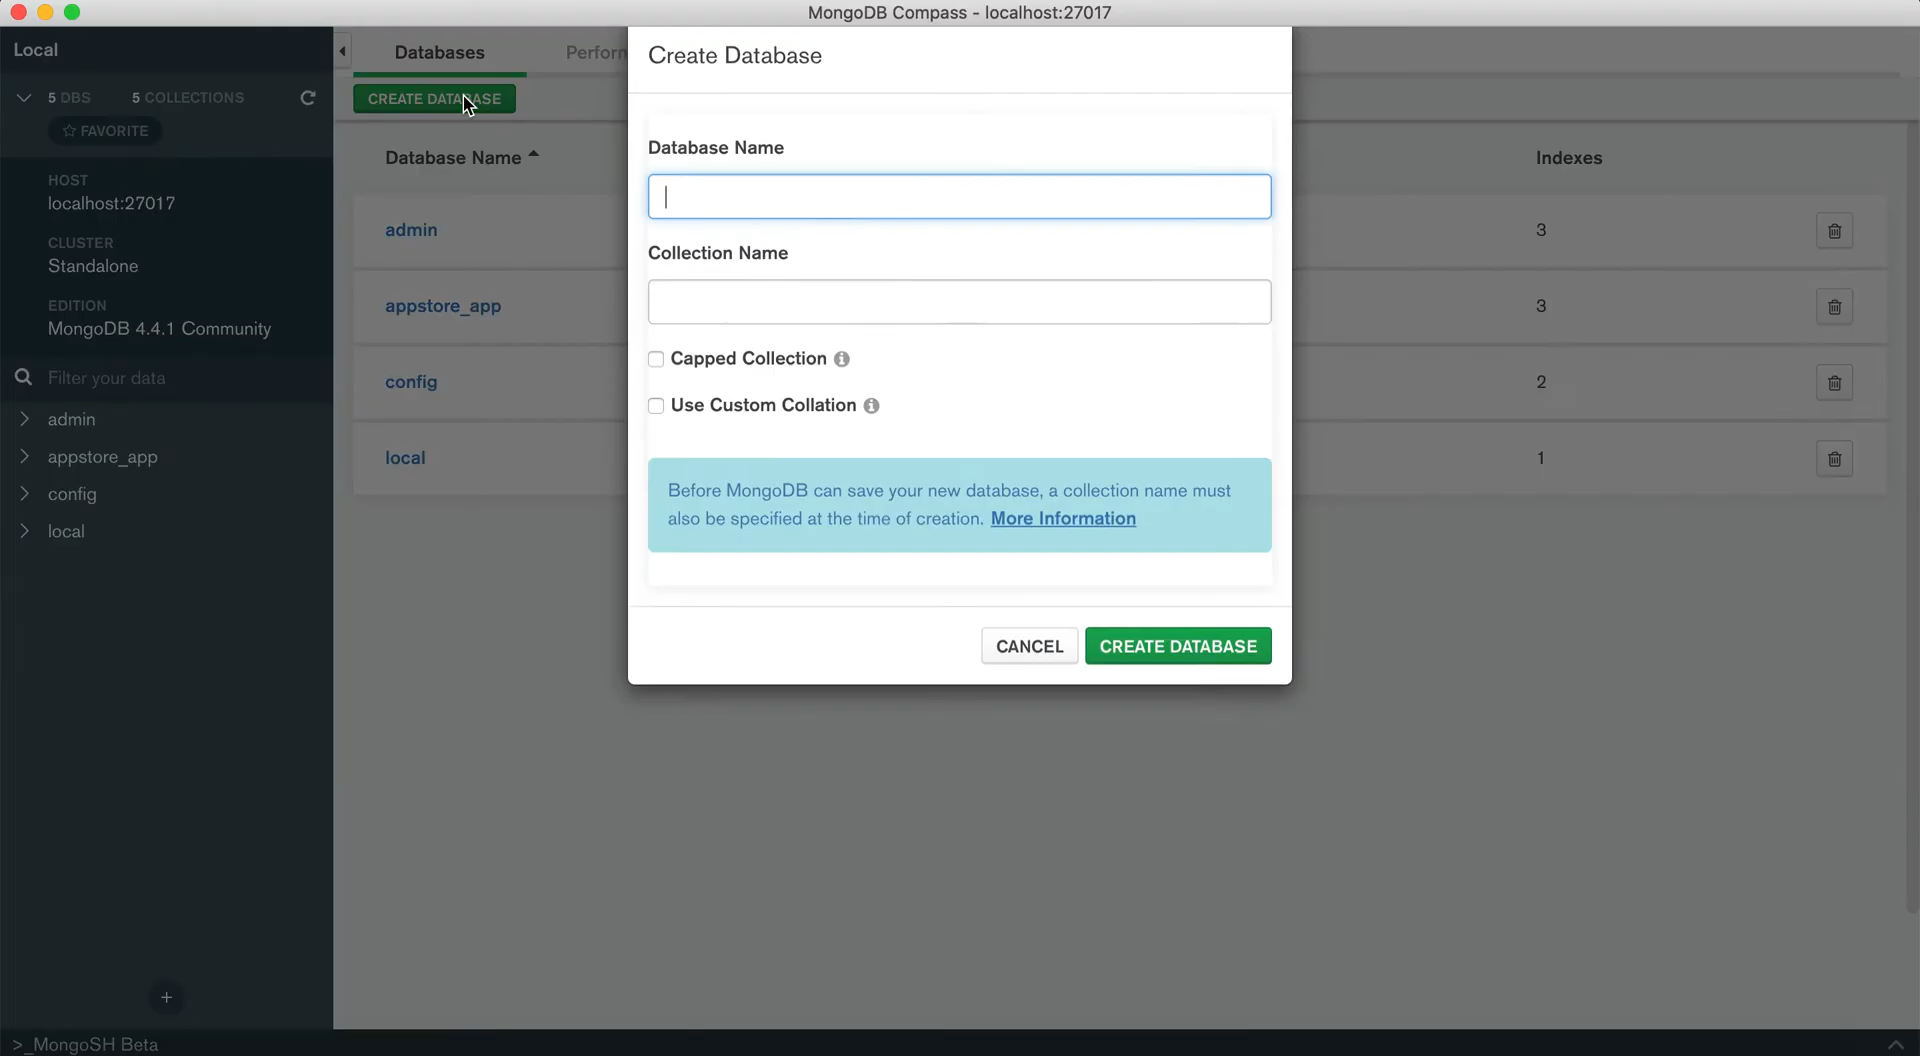 MongoDB Compass - localhost:27017
Local
5 DBS 5 COLLECTIONS
FAVORITE
HOST
localhost:27017
CLUSTER
Standalone
EDITION
MongoDB 4.4.1 Community
Filter your data
admin
appstore_app
config
local
>_MongoSH Beta
Databases Perform
CREATE DATABASE
Database Name Indexes
admin 3
appstore_app 3
config 2
local 1
Create Database
Database Name
Collection Name
Capped Collection
Use Custom Collation
Before MongoDB can save your new database, a collection name must
also be specified at the time of creation. More Information
CANCEL CREATE DATABASE